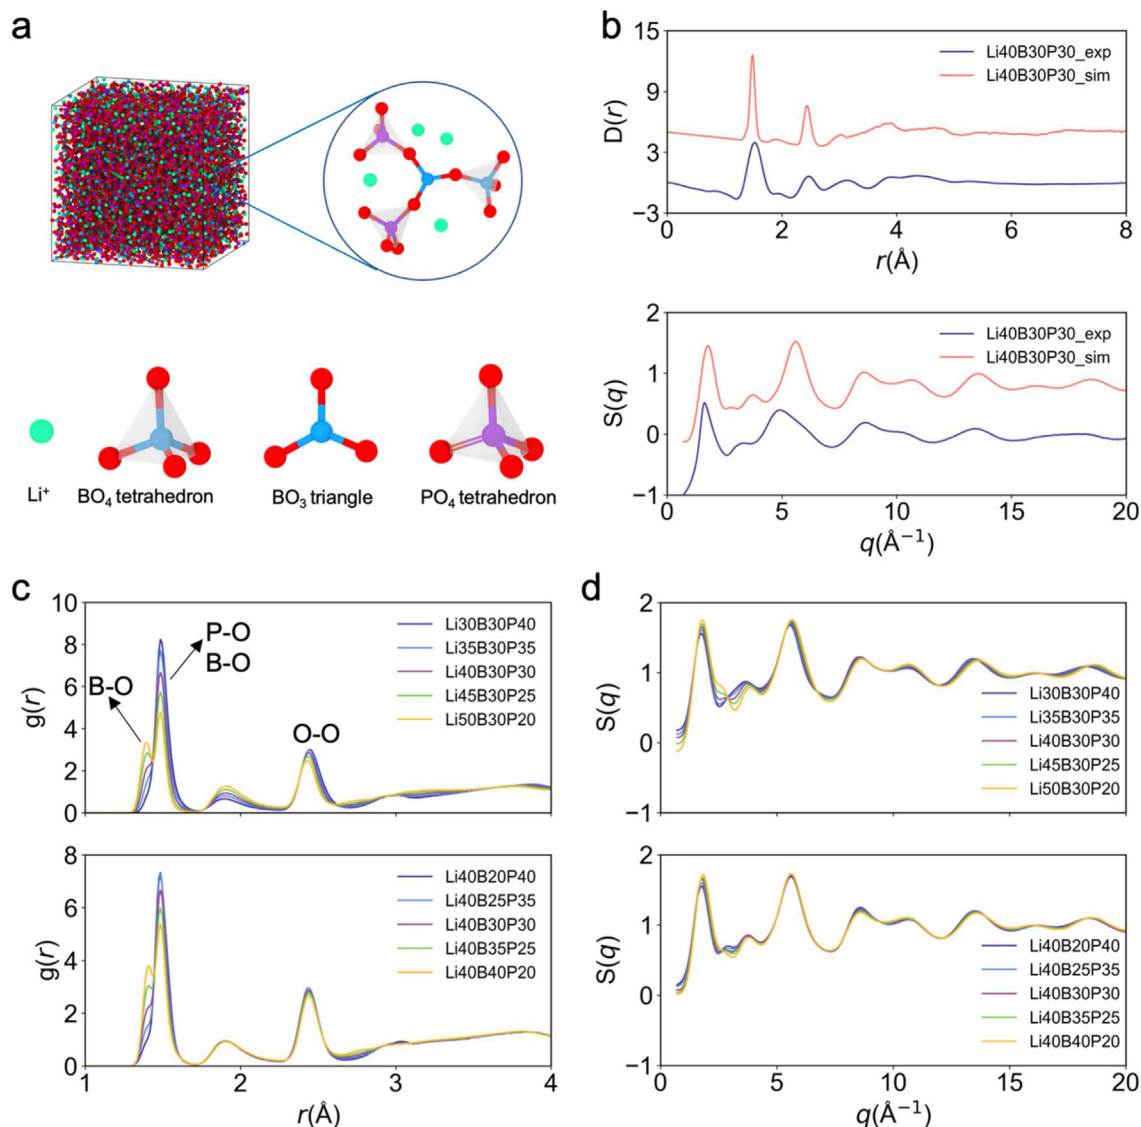 a
Li⁺
BO₄ tetrahedron
BO₃ triangle
PO₄ tetrahedron
b
15
9
3
−3
D(r)
Li40B30P30_exp
Li40B30P30_sim
0
2
4
6
8
r(Å)
2
1
0
−1
S(q)
Li40B30P30_exp
Li40B30P30_sim
0
5
10
15
20
q(Å⁻¹)
c
10
8
6
4
2
0
g(r)
B-O
P-O
B-O
O-O
Li30B30P40
Li35B30P35
Li40B30P30
Li45B30P25
Li50B30P20
8
6
4
2
0
g(r)
Li40B20P40
Li40B25P35
Li40B30P30
Li40B35P25
Li40B40P20
1
2
3
4
r(Å)
d
2
1
0
−1
S(q)
Li30B30P40
Li35B30P35
Li40B30P30
Li45B30P25
Li50B30P20
2
1
0
−1
S(q)
Li40B20P40
Li40B25P35
Li40B30P30
Li40B35P25
Li40B40P20
0
5
10
15
20
q(Å⁻¹)